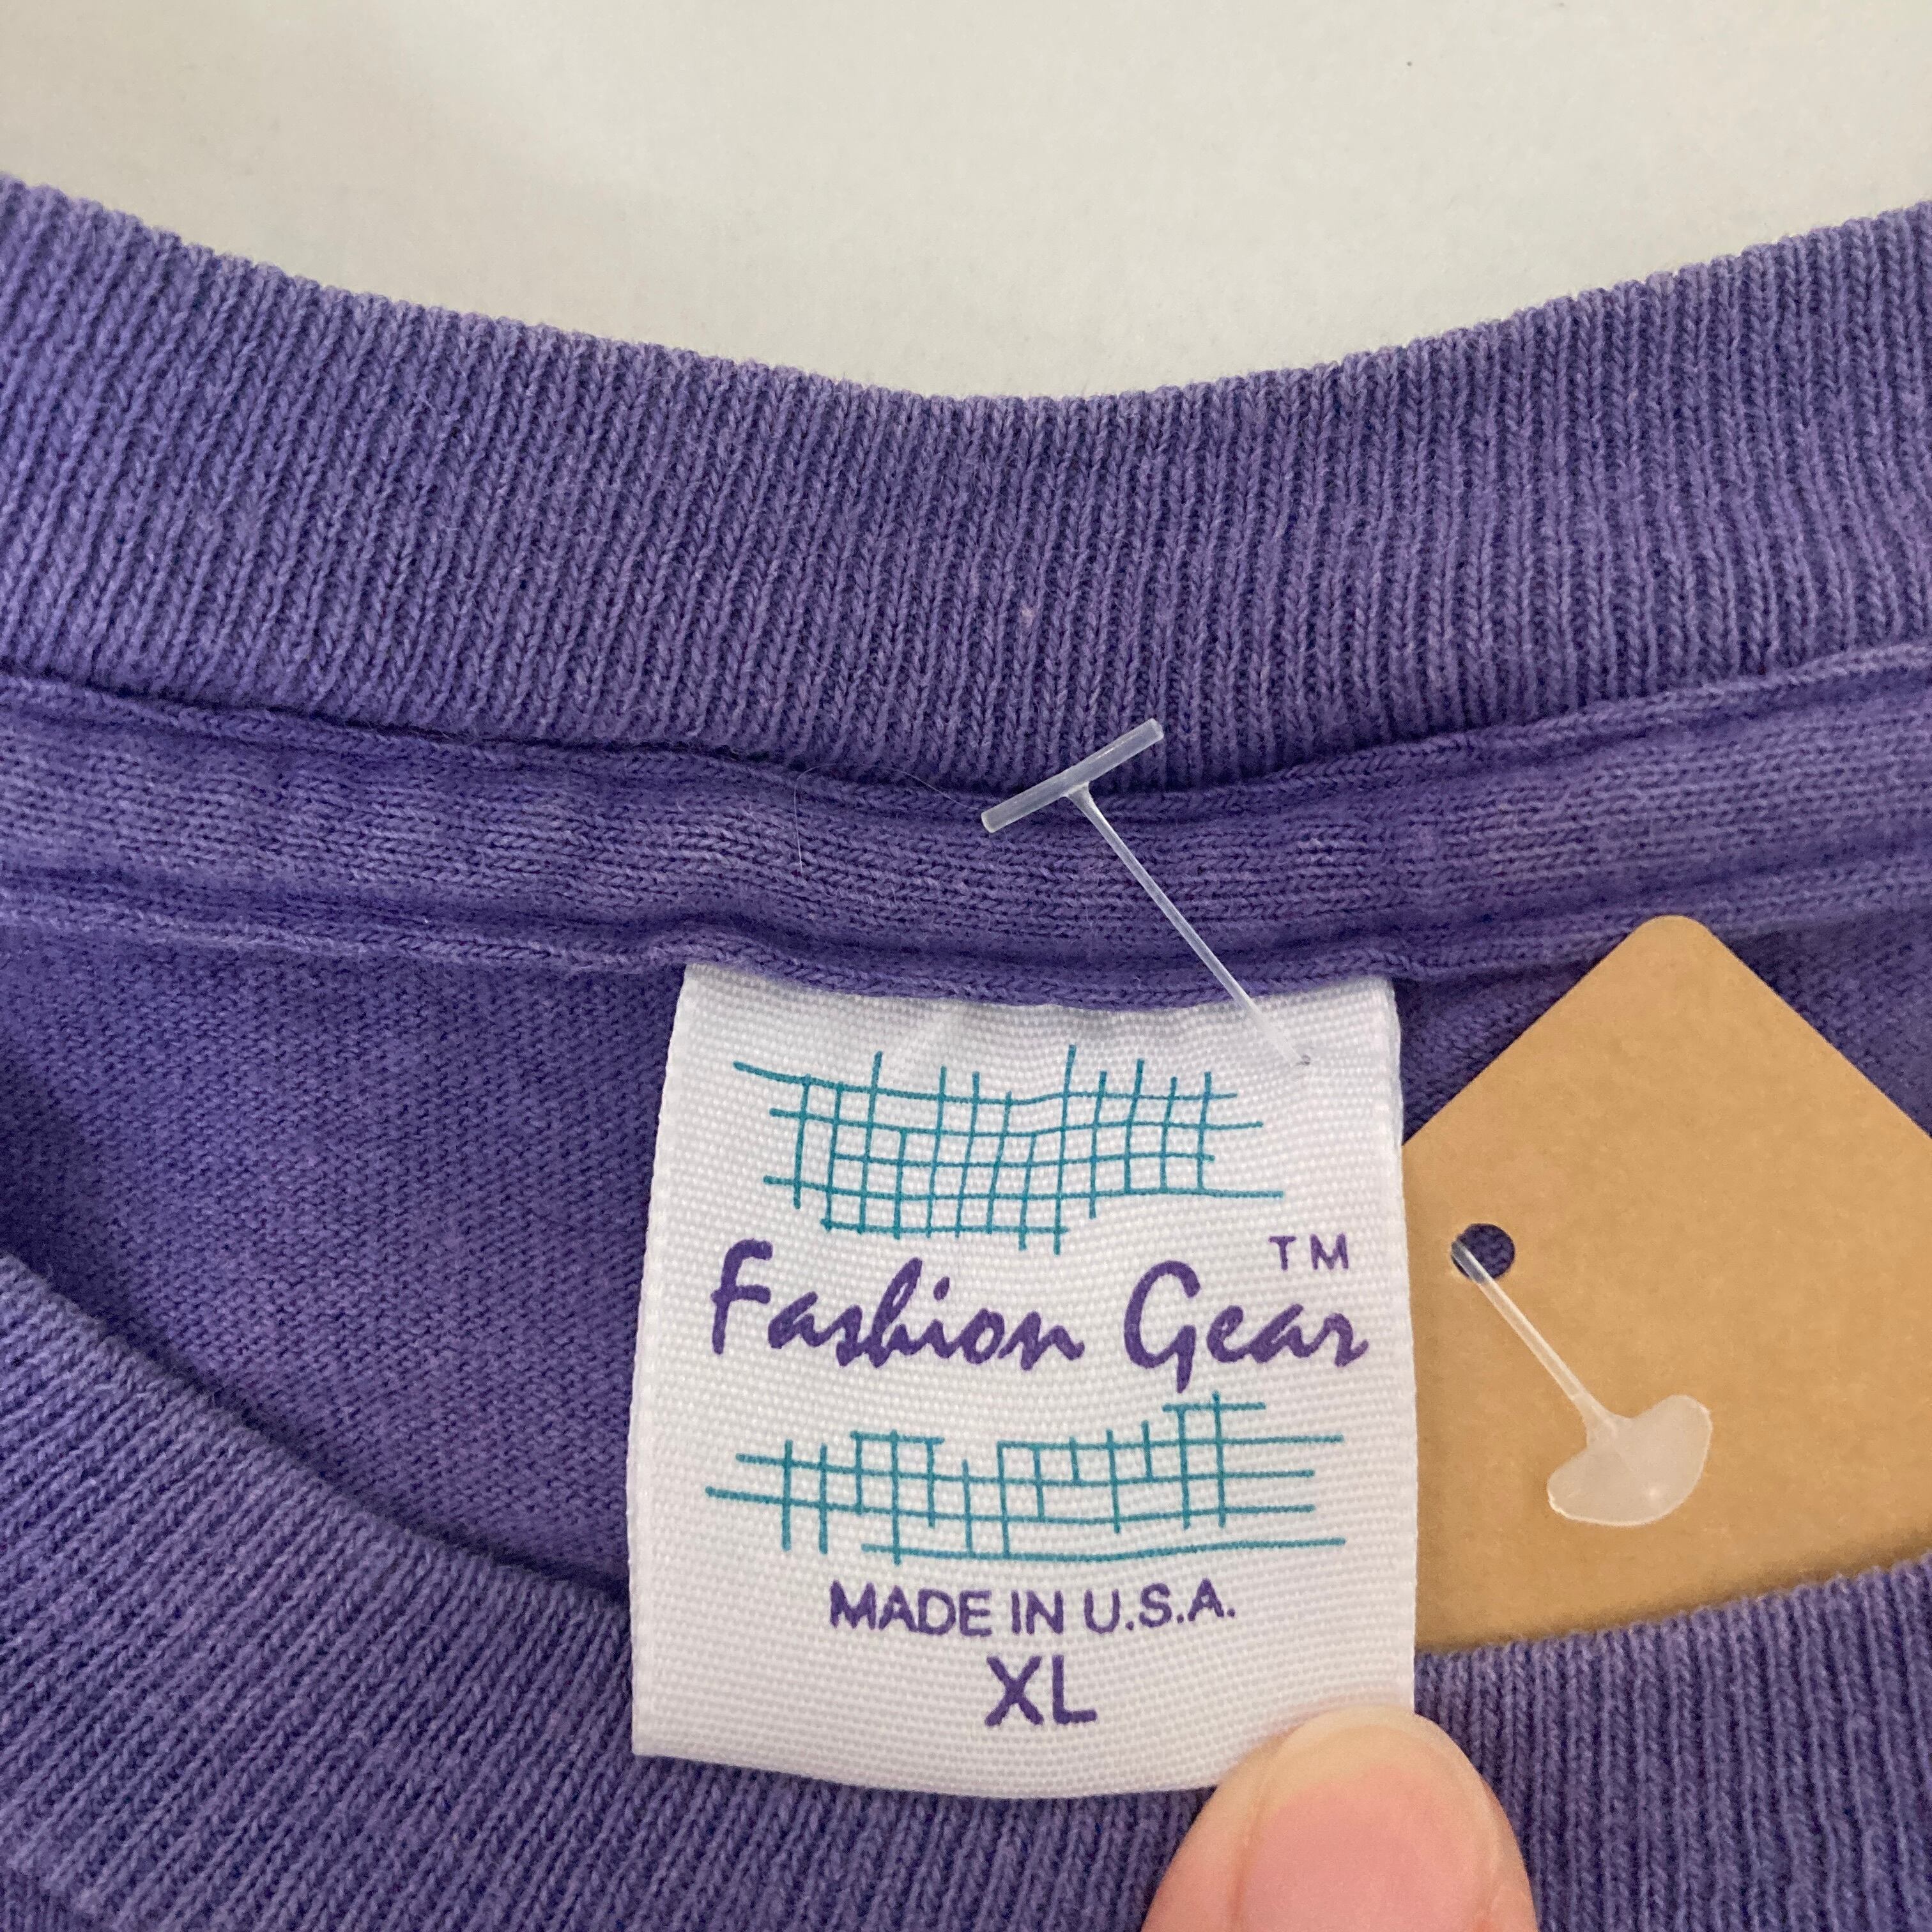 Fashion Gear™
MADE IN U.S.A.
XL